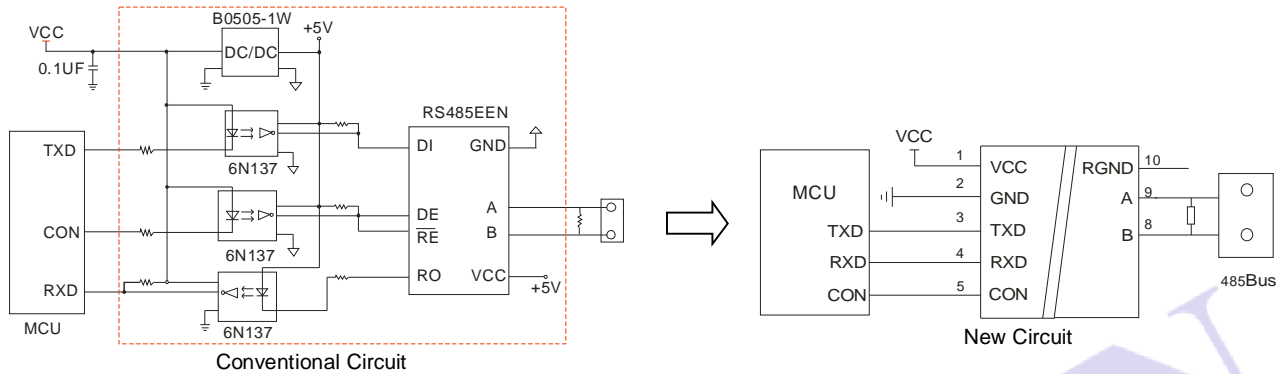 B0505-1W
VCC
+5V
DC/DC
0.1UF
RS485EEN
TXD
DI
GND
6N137
MCU
CON
DE
RE
A
B
6N137
RXD
RO
VCC
+5V
6N137
MCU
Conventional Circuit
VCC
1
VCC
RGND
10
2
GND
A
9
TXD
3
TXD
B
8
RXD
4
RXD
CON
5
CON
485Bus
New Circuit